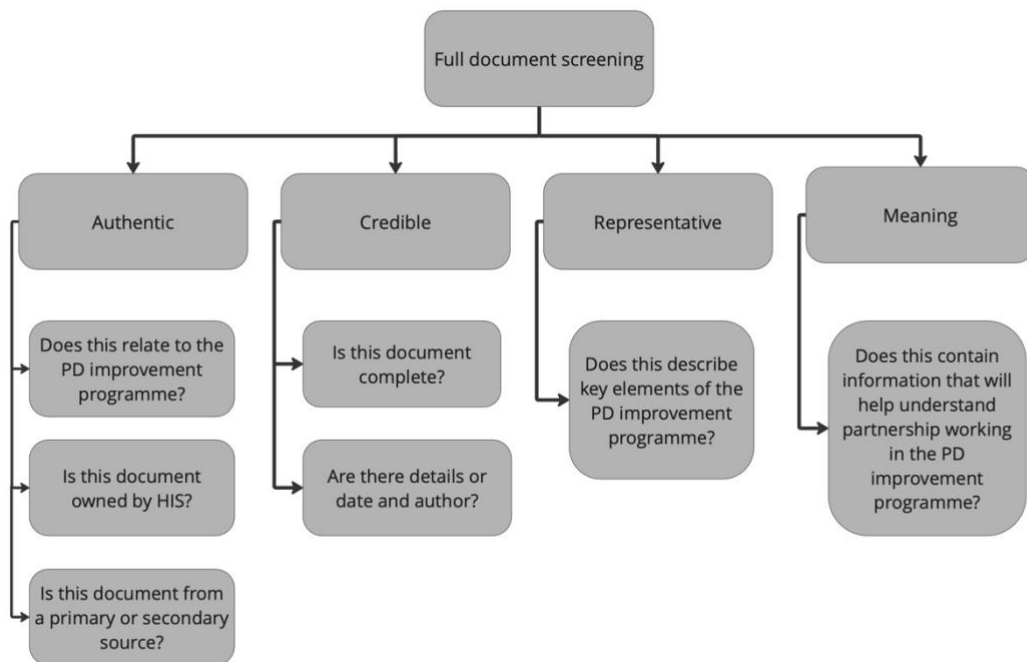 Full document screening
Authentic
Credible
Representative
Meaning
Does this relate to the
PD improvement
programme?
Is this document
owned by HIS?
Is this document from
a primary or secondary
source?
Is this document
complete?
Are there details or
date and author?
Does this describe
key elements of the
PD improvement
programme?
Does this contain
information that will
help understand
partnership working
in the PD
improvement
programme?